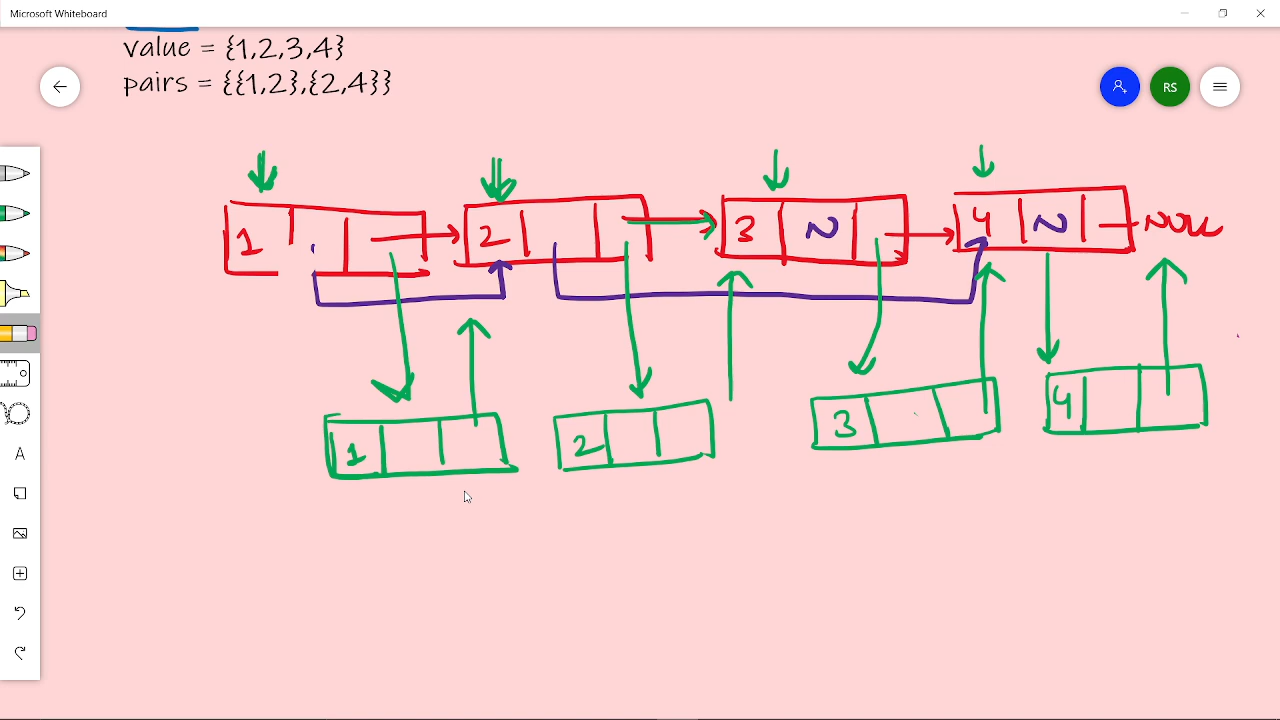 Microsoft Whiteboard
value = {1,2,3,4}
pairs = {{1,2},{2,4}}
RS
1 2 3 N 4 N NULL
1 2 3 4
A